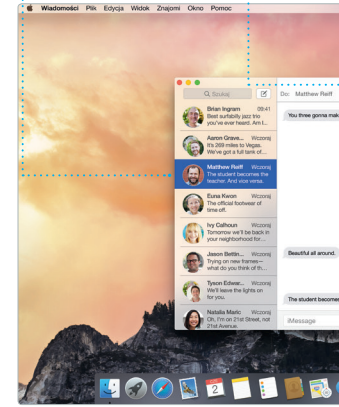 Wiadomości Plik Edycja Widok Znajomi Okno Pomoc
Szukaj
Do: Matthew Reiff
Brian Ingram 09:41
Best surfabilly jazz trio
you've ever heard. Am I...
You three gonna mak
Aaron Grave... Wczoraj
It's 269 miles to Vegas.
We've got a full tank of...
Matthew Reiff Wczoraj
The student becomes the
teacher. And vice versa.
Euna Kwon Wczoraj
The official footwear of
time off.
Ivy Calhoun Wczoraj
Tomorrow we'll be back in
your neighborhood for...
Jason Bettin... Wczoraj
Trying on new frames—
what do you think of th...
Beautiful all around.
Tyson Edwar... Wczoraj
We'll leave the lights on
for you.
The student becomes
Natalia Maric Wczoraj
Oh, I'm on 21st Street, not
21st Avenue.
iMessage
2